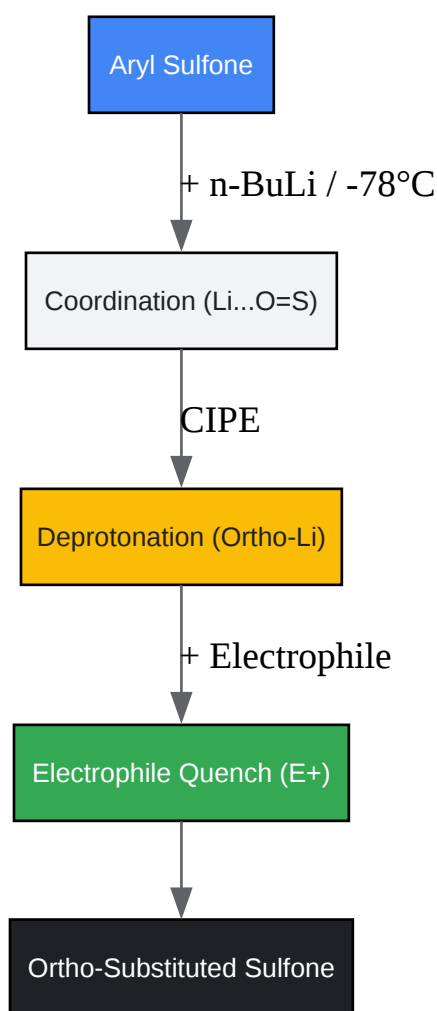 Aryl Sulfone
+ n-BuLi / -78°C
Coordination (Li...O=S)
CIPE
Deprotonation (Ortho-Li)
+ Electrophile
Electrophile Quench (E+)
Ortho-Substituted Sulfone